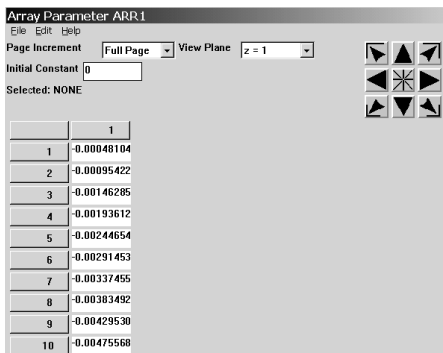 Array Parameter ARR1
File Edit Help
Page Increment Full Page View Plane z = 1
Initial Constant 0
Selected: NONE
1
1 -0.00048104
2 -0.00095422
3 -0.00146285
4 -0.00193612
5 -0.00244654
6 -0.00291453
7 -0.00337455
8 -0.00383492
9 -0.00429530
10 -0.00475568